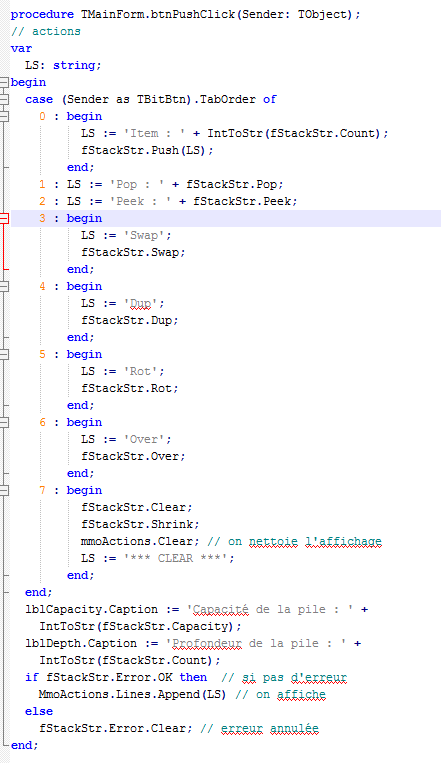 procedure TMainForm.btnPushClick(Sender: TObject);
// actions
var
  LS: string;
begin
  case (Sender as TBitBtn).TabOrder of
    0 : begin
          LS := 'Item : ' + IntToStr(fStackStr.Count);
          fStackStr.Push(LS);
        end;
    1 : LS := 'Pop : ' + fStackStr.Pop;
    2 : LS := 'Peek : ' + fStackStr.Peek;
    3 : begin
          LS := 'Swap';
          fStackStr.Swap;
        end;
    4 : begin
          LS := 'Dup';
          fStackStr.Dup;
        end;
    5 : begin
          LS := 'Rot';
          fStackStr.Rot;
        end;
    6 : begin
          LS := 'Over';
          fStackStr.Over;
        end;
    7 : begin
          fStackStr.Clear;
          fStackStr.Shrink;
          mmoActions.Clear; // on nettoie l'affichage
          LS := '*** CLEAR ***';
        end;
  end;
  lblCapacity.Caption := 'Capacité de la pile : ' +
    IntToStr(fStackStr.Capacity);
  lblDepth.Caption := 'Profondeur de la pile : ' +
    IntToStr(fStackStr.Count);
  if fStackStr.Error.OK then  // si pas d'erreur
    MmoActions.Lines.Append(LS) // on affiche
  else
    fStackStr.Error.Clear; // erreur annulée
end;